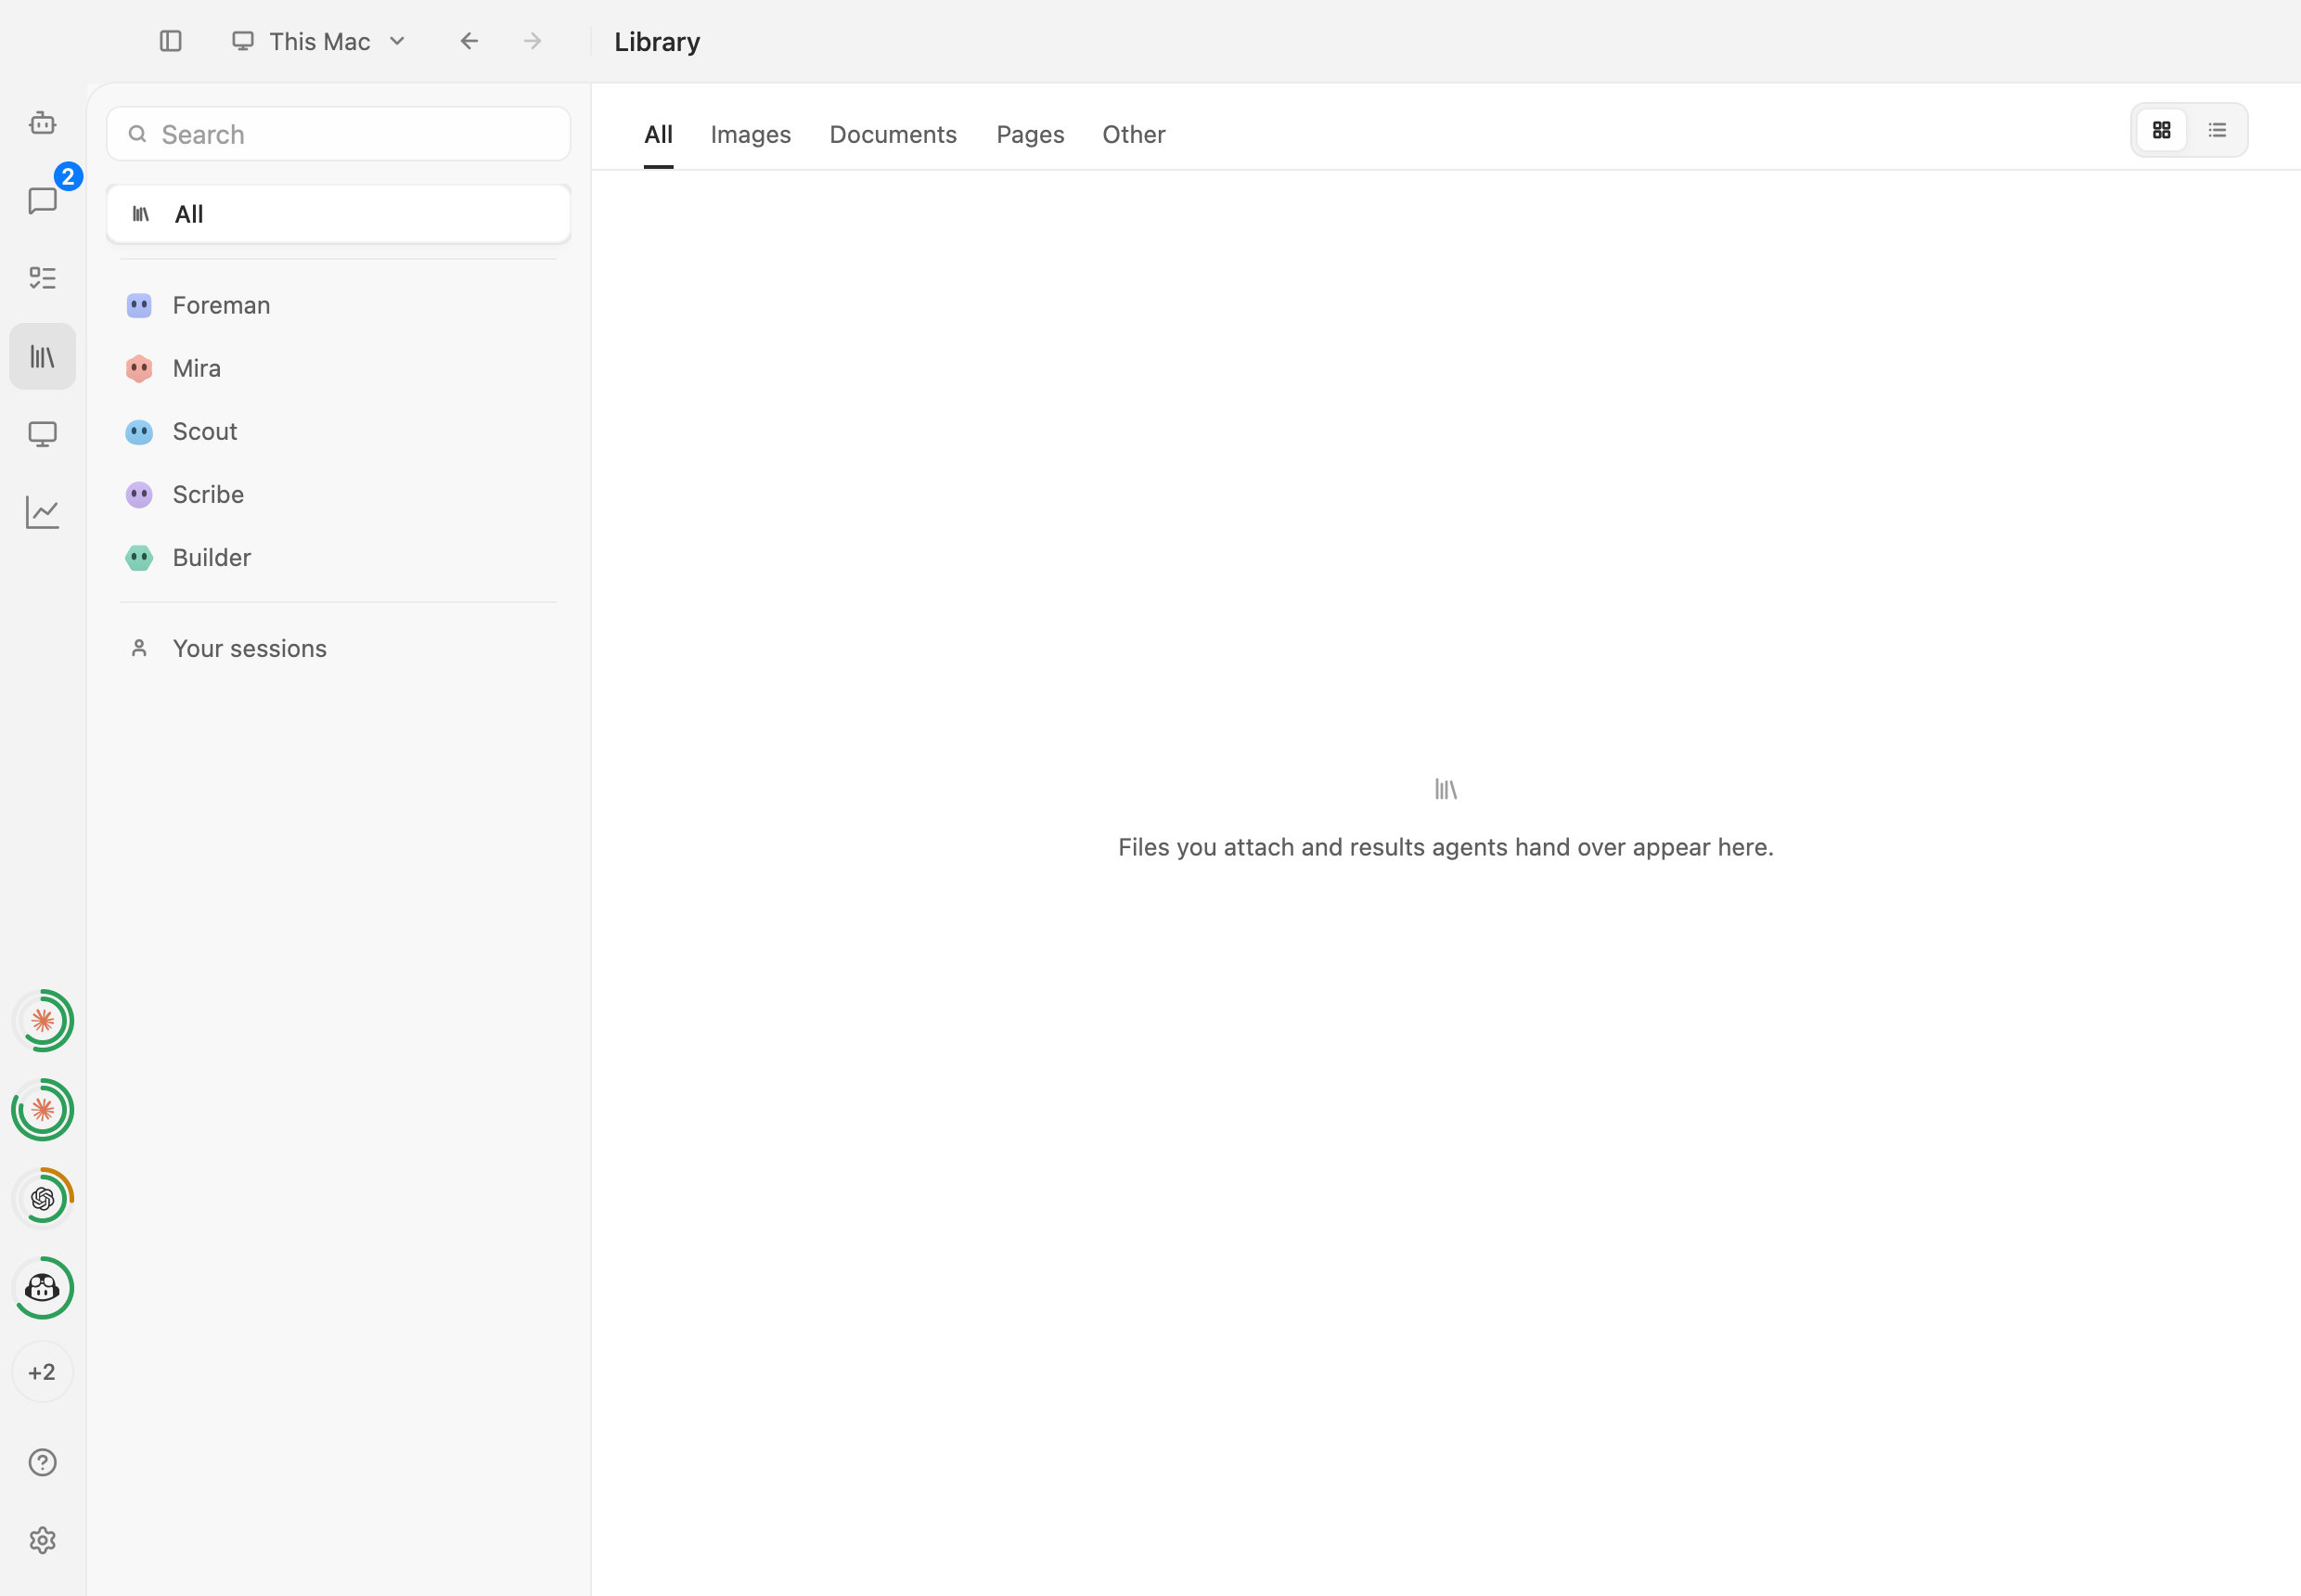 This Mac
Library
2
Search
All
Foreman
Mira
Scout
Scribe
Builder
Your sessions
All
Images
Documents
Pages
Other
Files you attach and results agents hand over appear here.
+2